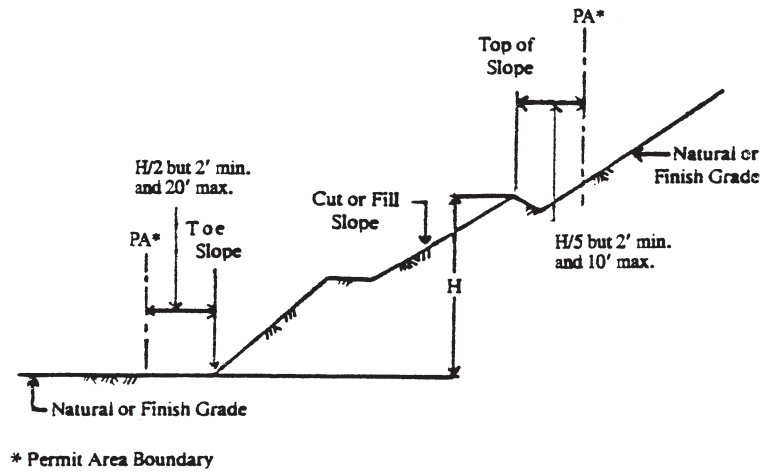 PA*
Top of
Slope
Natural or
Finish Grade
H/2 but 2' min.
and 20' max.
Cut or Fill
Slope
PA*
Toe
Slope
H/5 but 2' min.
and 10' max.
H
Natural or Finish Grade
* Permit Area Boundary